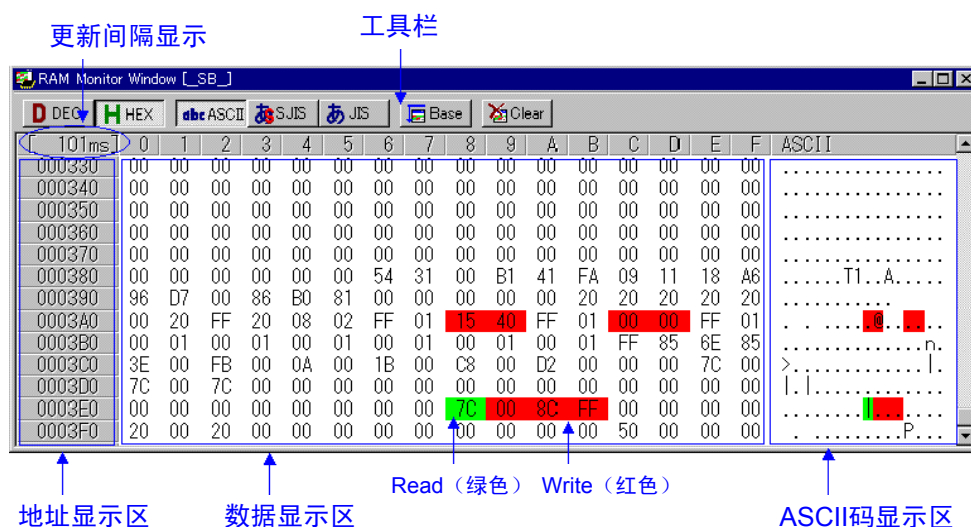 更新间隔显示 工具栏
RAM Monitor Window [_SB_]
D DEC H HEX abc ASCII あS SJIS あ JIS Base Clear
101ms 0 1 2 3 4 5 6 7 8 9 A B C D E F ASCII
000330 00 00 00 00 00 00 00 00 00 00 00 00 00 00 00 00 ................
000340 00 00 00 00 00 00 00 00 00 00 00 00 00 00 00 00 ................
000350 00 00 00 00 00 00 00 00 00 00 00 00 00 00 00 00 ................
000360 00 00 00 00 00 00 00 00 00 00 00 00 00 00 00 00 ................
000370 00 00 00 00 00 00 00 00 00 00 00 00 00 00 00 00 ................
000380 00 00 00 00 00 00 54 31 00 B1 41 FA 09 11 18 A6 ......T1..A.....
000390 96 D7 00 86 B0 81 00 00 00 00 00 20 20 20 20 20 ...........
0003A0 00 20 FF 20 08 02 FF 01 15 40 FF 01 00 00 FF 01 . . .....@......
0003B0 00 01 00 01 00 01 00 01 00 01 00 01 FF 85 6E 85 ..............n.
0003C0 3E 00 FB 00 0A 00 1B 00 C8 00 D2 00 00 00 7C 00 >.............|.
0003D0 7C 00 7C 00 00 00 00 00 00 00 00 00 00 00 00 00 |.|.............
0003E0 00 00 00 00 00 00 00 00 7C 00 8C FF 00 00 00 00 ........|.......
0003F0 20 00 20 00 00 00 00 00 00 00 00 00 50 00 00 00 . .........P...
Read（绿色） Write（红色）
地址显示区 数据显示区 ASCII码显示区